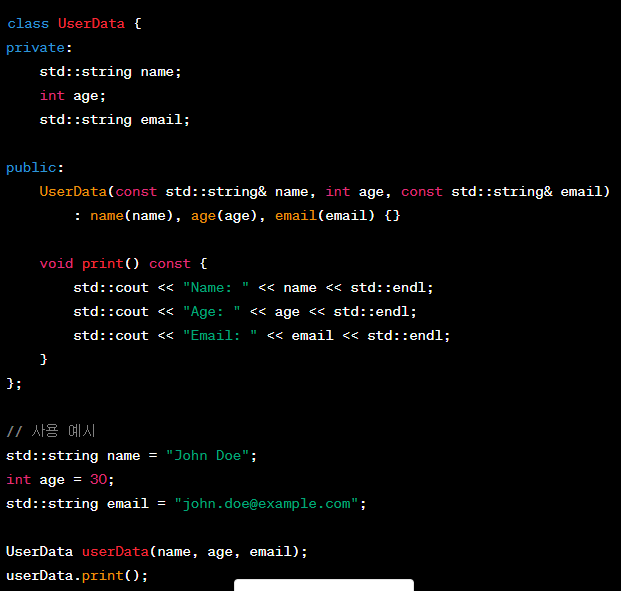 class UserData {
private:
    std::string name;
    int age;
    std::string email;

public:
    UserData(const std::string& name, int age, const std::string& email)
        : name(name), age(age), email(email) {}

    void print() const {
        std::cout << "Name: " << name << std::endl;
        std::cout << "Age: " << age << std::endl;
        std::cout << "Email: " << email << std::endl;
    }
};

// 사용 예시
std::string name = "John Doe";
int age = 30;
std::string email = "john.doe@example.com";

UserData userData(name, age, email);
userData.print();